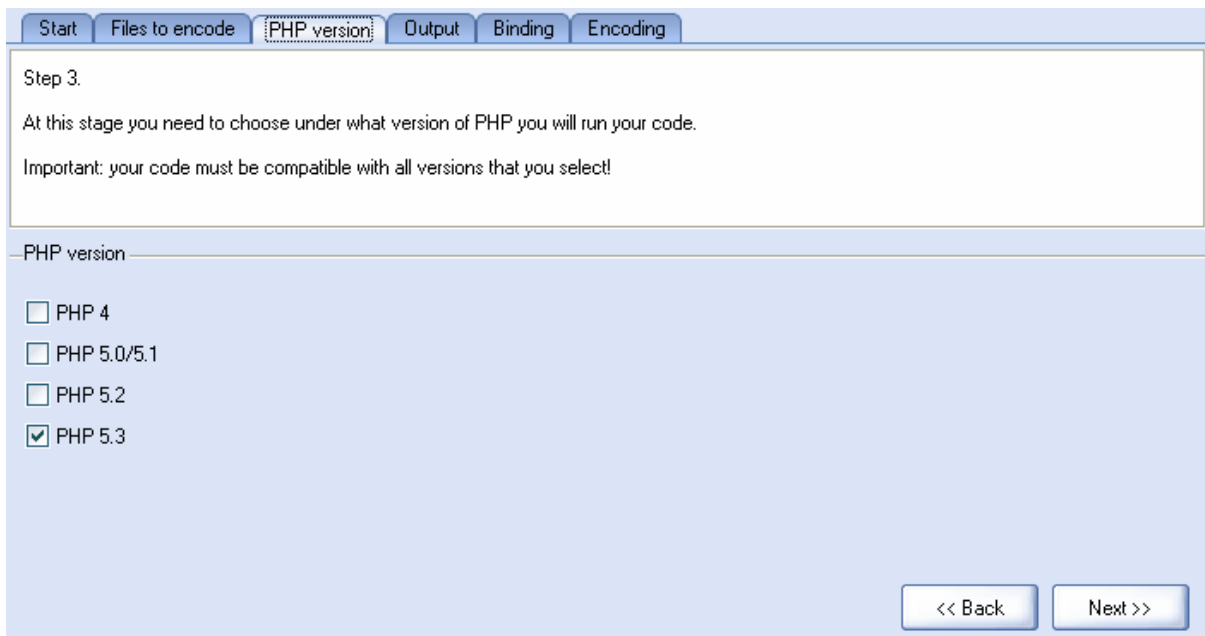 Start Files to encode PHP version Output Binding Encoding
Step 3.
At this stage you need to choose under what version of PHP you will run your code.
Important: your code must be compatible with all versions that you select!
PHP version
PHP 4
PHP 5.0/5.1
PHP 5.2
PHP 5.3
<< Back Next >>